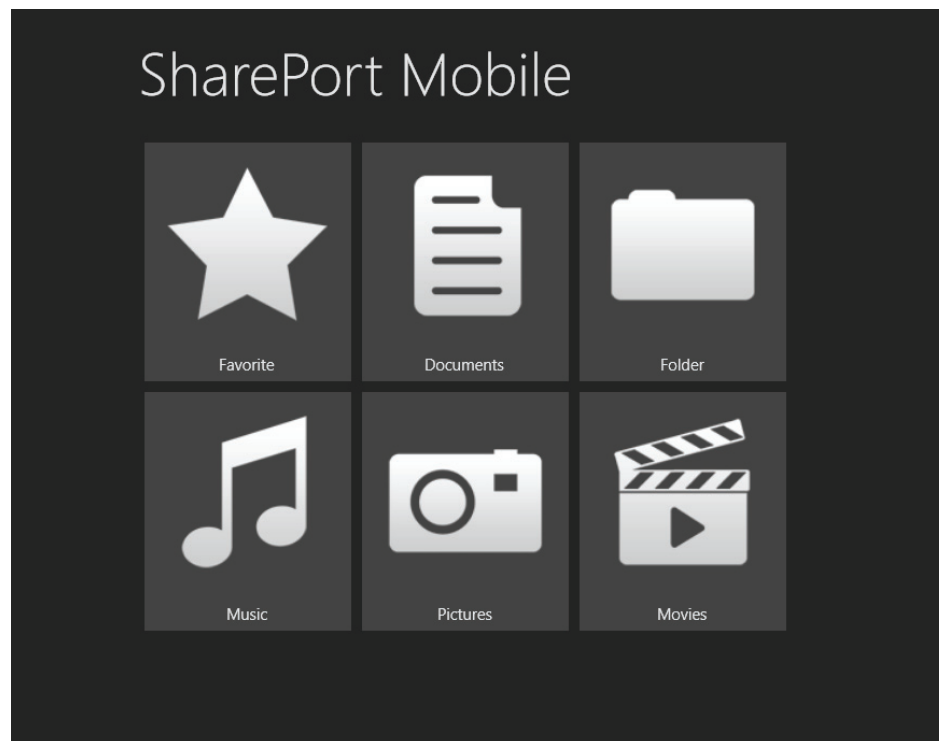 SharePort Mobile
Favorite
Documents
Folder
Music
Pictures
Movies